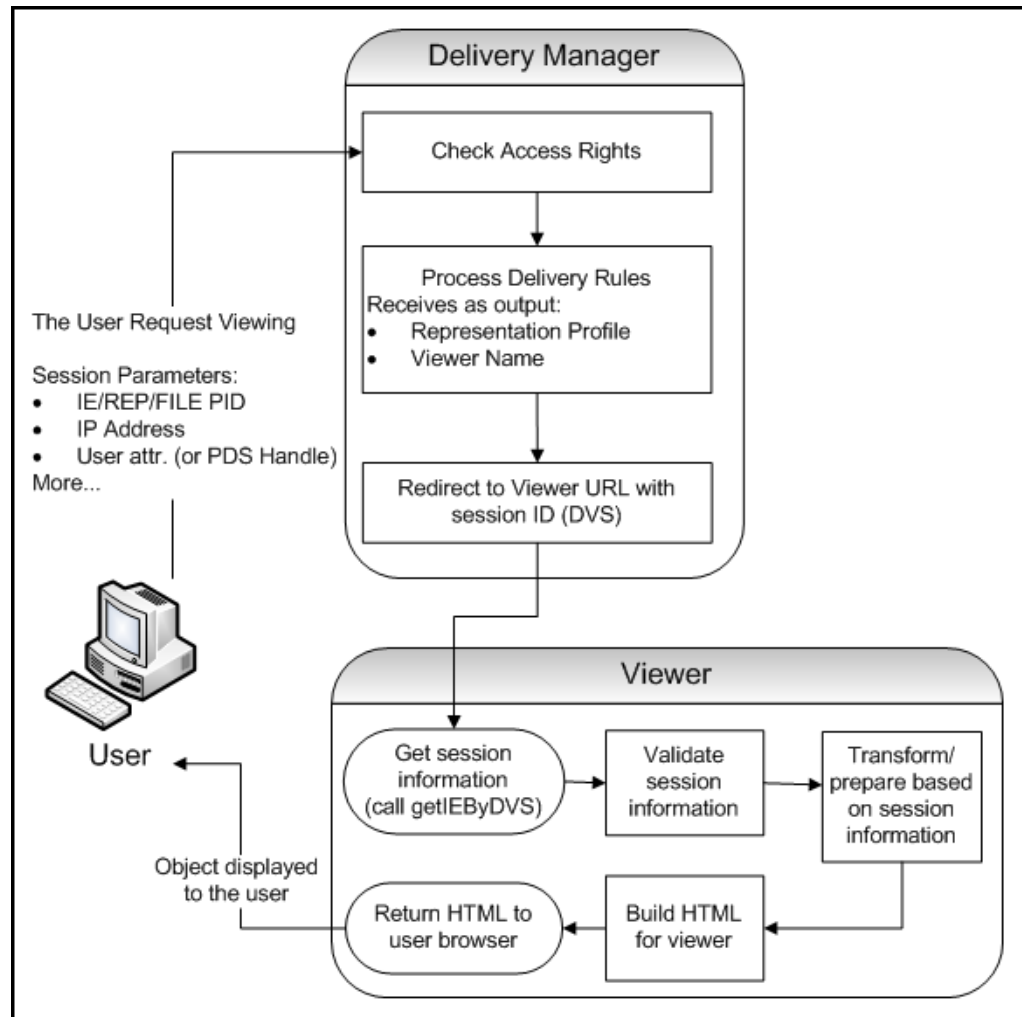 Delivery Manager
Check Access Rights
Process Delivery Rules
Receives as output:
• Representation Profile
• Viewer Name
Redirect to Viewer URL with
session ID (DVS)
The User Request Viewing
Session Parameters:
• IE/REP/FILE PID
• IP Address
• User attr. (or PDS Handle)
More...
User
Viewer
Get session
information
(call getIEByDVS)
Validate
session
information
Transform/
prepare based
on session
information
Build HTML
for viewer
Return HTML to
user browser
Object displayed
to the user